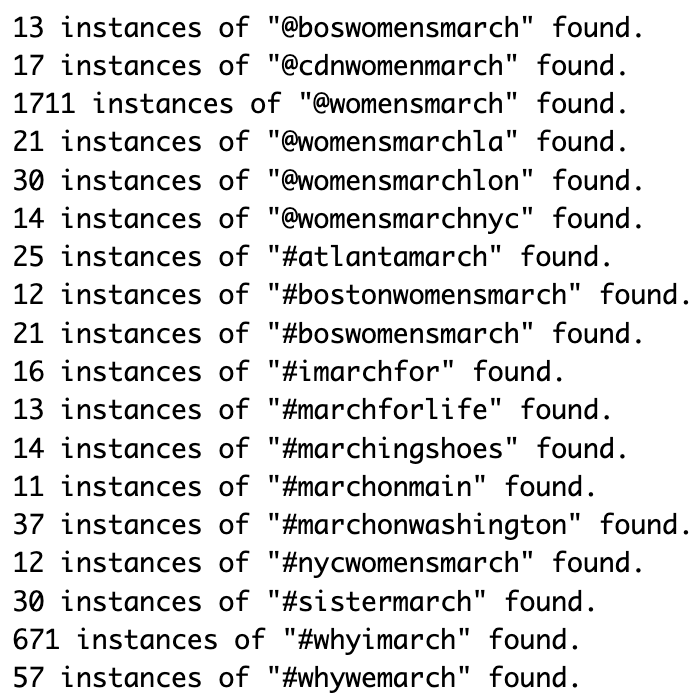 13 instances of "@boswomensmarch" found.
17 instances of "@cdnwomenmarch" found.
1711 instances of "@womensmarch" found.
21 instances of "@womensmarchla" found.
30 instances of "@womensmarchlon" found.
14 instances of "@womensmarchnyc" found.
25 instances of "#atlantamarch" found.
12 instances of "#bostonwomensmarch" found.
21 instances of "#boswomensmarch" found.
16 instances of "#imarchfor" found.
13 instances of "#marchforlife" found.
14 instances of "#marchingshoes" found.
11 instances of "#marchonmain" found.
37 instances of "#marchonwashington" found.
12 instances of "#nycwomensmarch" found.
30 instances of "#sistermarch" found.
671 instances of "#whyimarch" found.
57 instances of "#whywemarch" found.